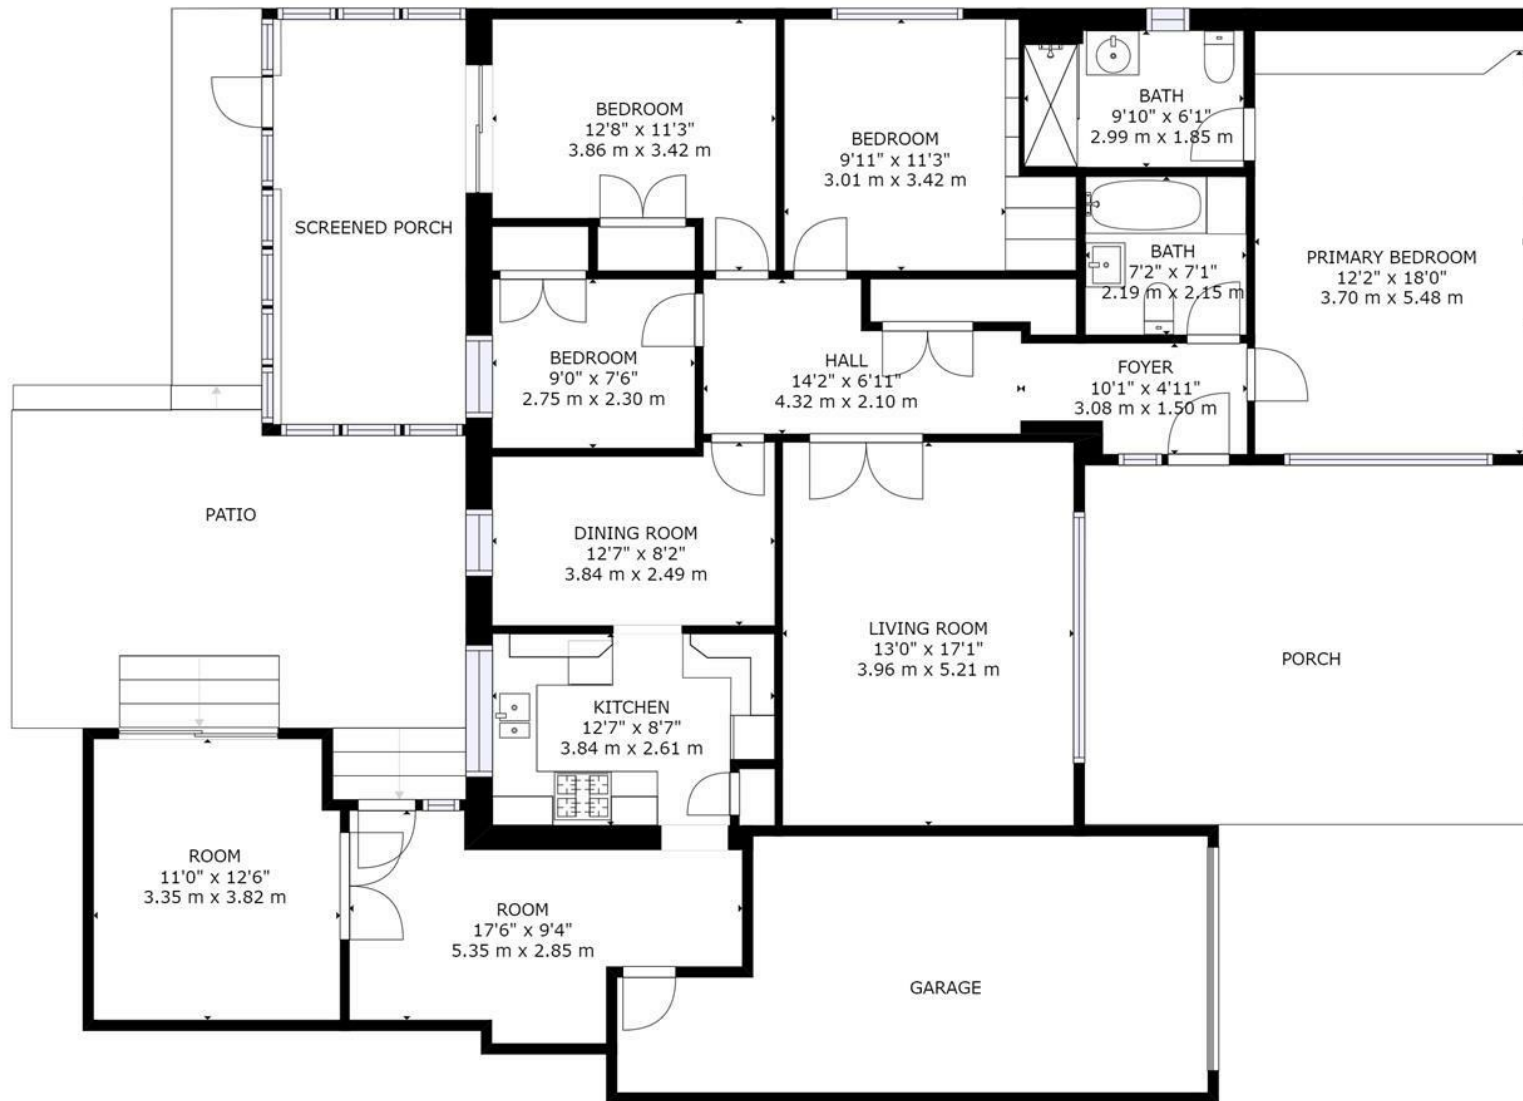 BEDROOM
12'8" x 11'3"
3.86 m x 3.42 m
BEDROOM
9'11" x 11'3"
3.01 m x 3.42 m
BATH
9'10" x 6'1"
2.99 m x 1.85 m
SCREENED PORCH
BATH
7'2" x 7'1"
2.19 m x 2.15 m
PRIMARY BEDROOM
12'2" x 18'0"
3.70 m x 5.48 m
BEDROOM
9'0" x 7'6"
2.75 m x 2.30 m
HALL
14'2" x 6'11"
4.32 m x 2.10 m
FOYER
10'1" x 4'11"
3.08 m x 1.50 m
PATIO
DINING ROOM
12'7" x 8'2"
3.84 m x 2.49 m
LIVING ROOM
13'0" x 17'1"
3.96 m x 5.21 m
PORCH
KITCHEN
12'7" x 8'7"
3.84 m x 2.61 m
ROOM
11'0" x 12'6"
3.35 m x 3.82 m
ROOM
17'6" x 9'4"
5.35 m x 2.85 m
GARAGE